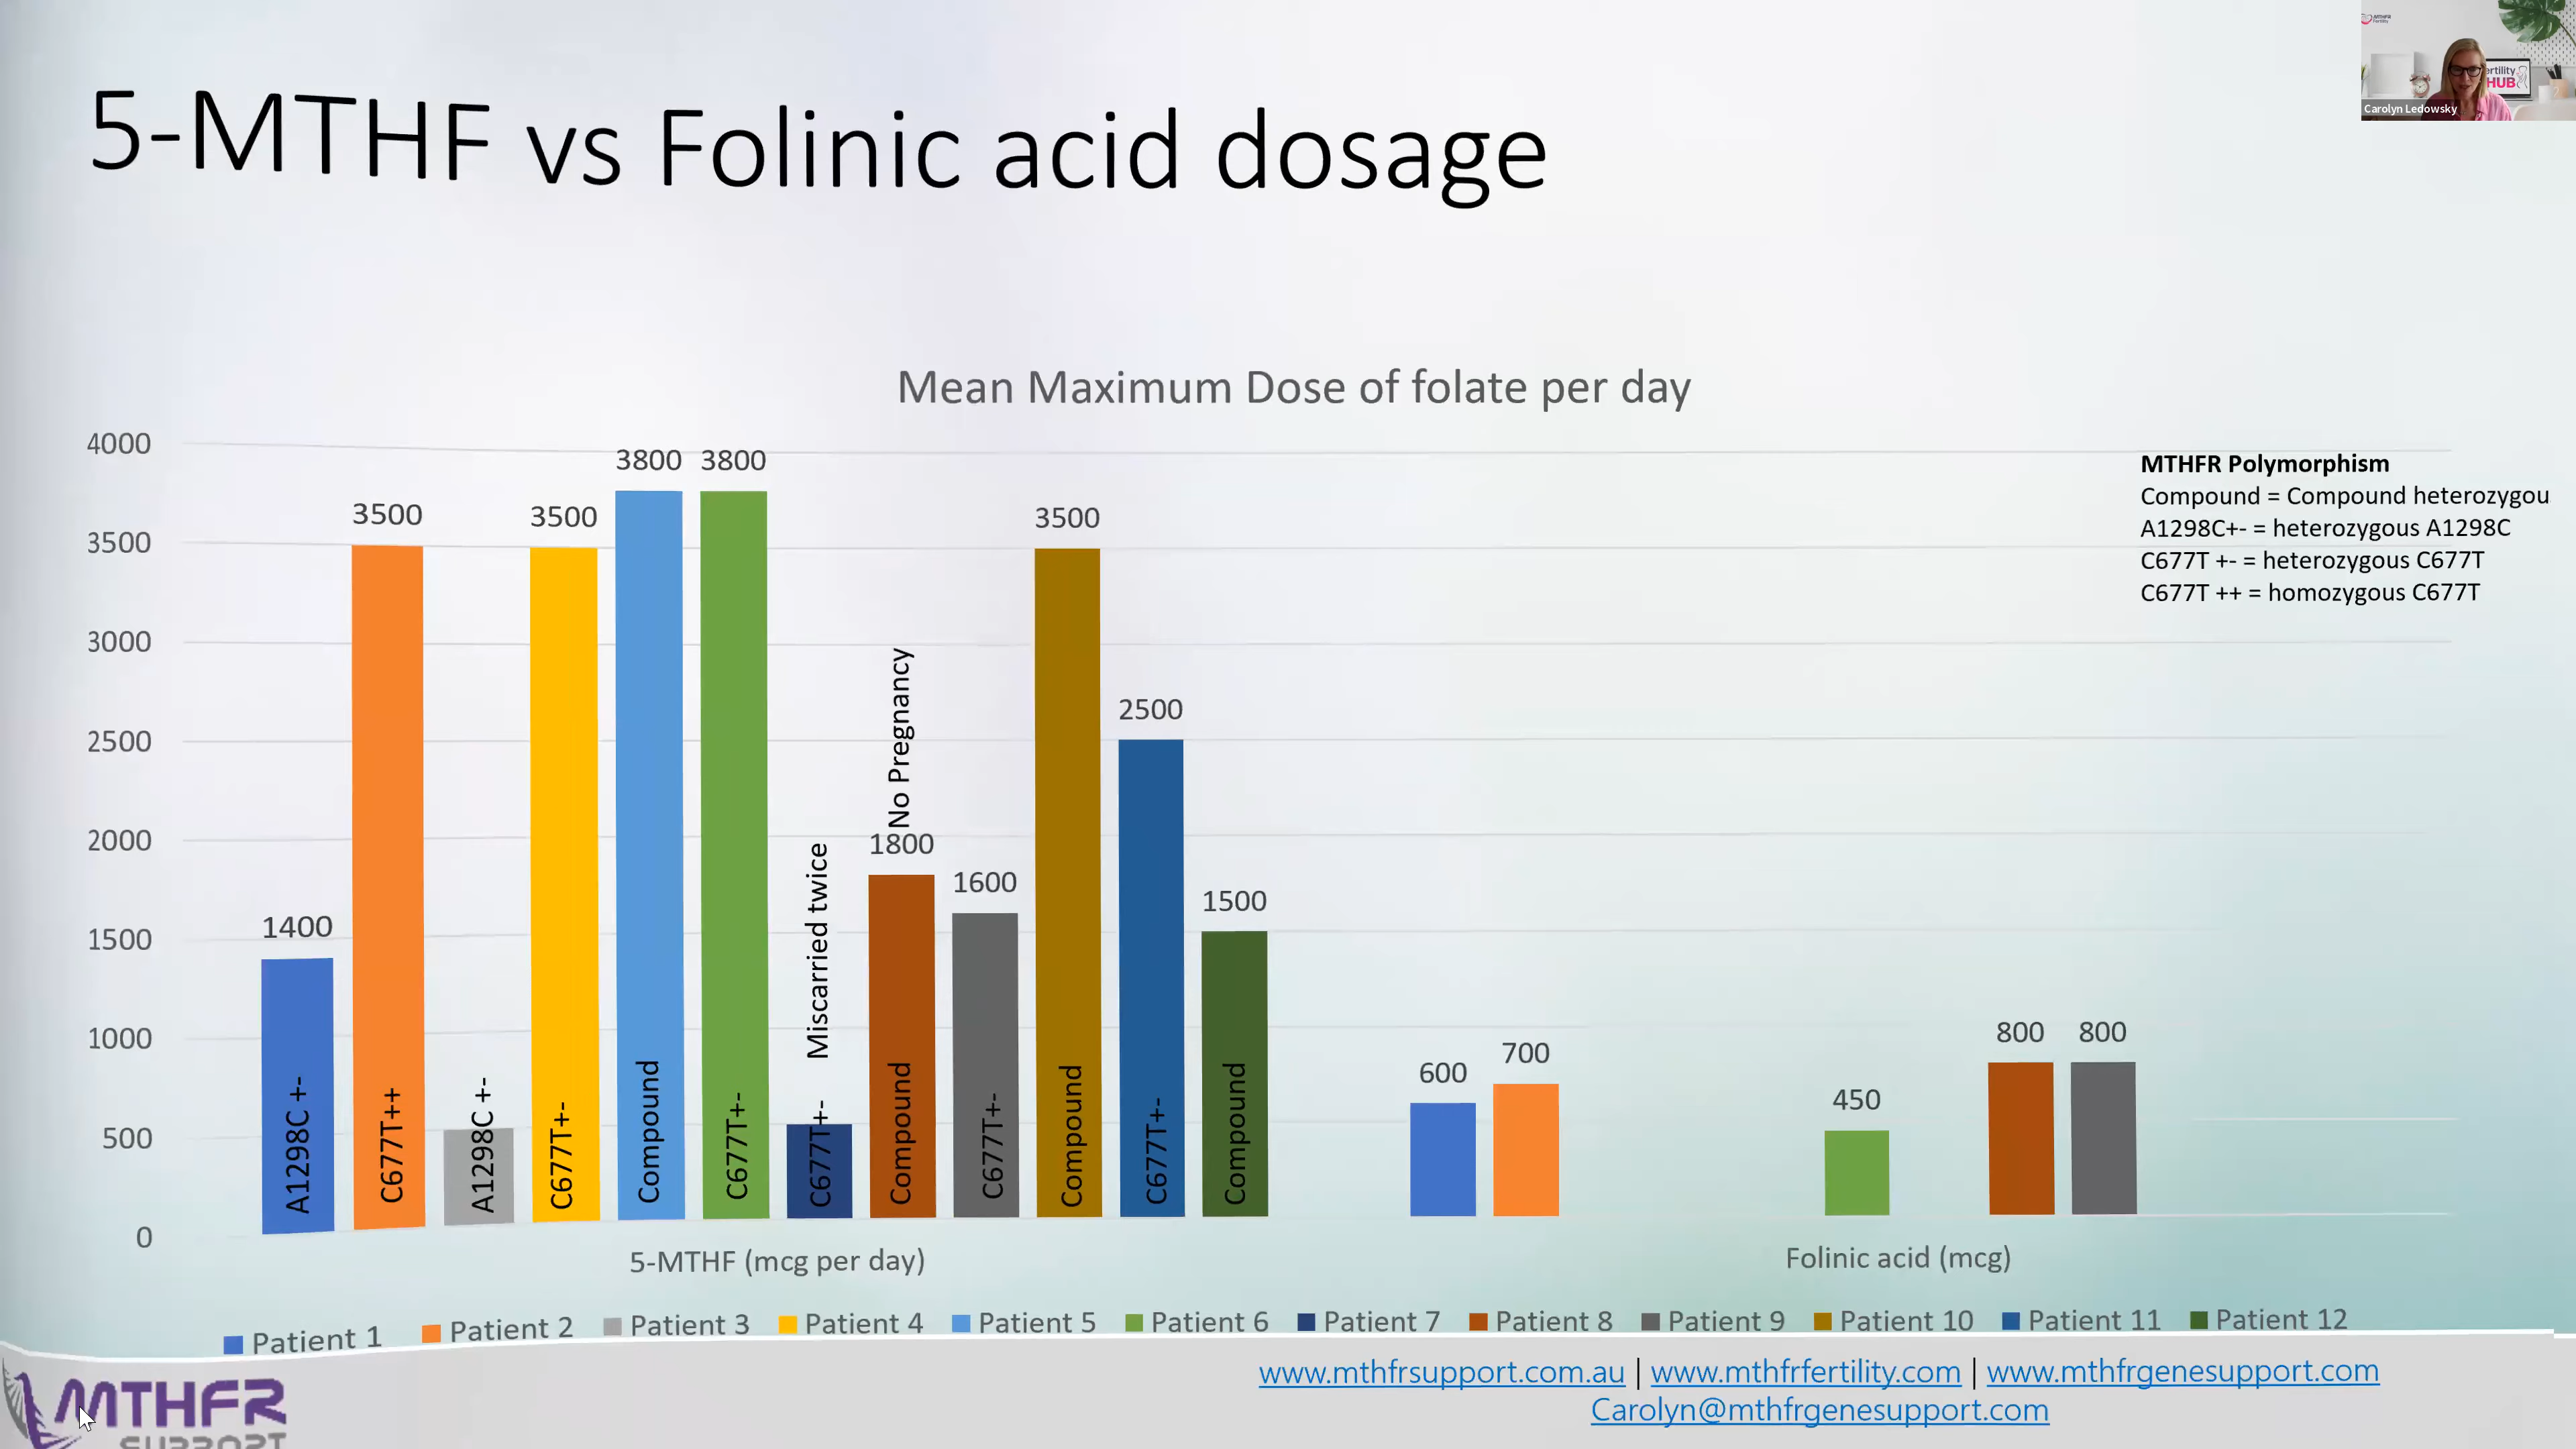 5-MTHF vs Folinic acid dosage
MTHFR
Fertility
ertility
HUB
Carolyn Ledowsky
Mean Maximum Dose of folate per day
4000
3500
3000
2500
2000
1500
1000
500
0
1400
3500
3500
3800
3800
1800
1600
3500
2500
1500
600
700
450
800
800
No Pregnancy
Miscarried twice
A1298C +-
C677T++
A1298C +-
C677T+-
Compound
C677T+-
C677T+-
Compound
C677T+-
Compound
C677T+-
Compound
MTHFR Polymorphism
Compound = Compound heterozygou
A1298C+- = heterozygous A1298C
C677T +- = heterozygous C677T
C677T ++ = homozygous C677T
5-MTHF (mcg per day)
Folinic acid (mcg)
Patient 1
Patient 2
Patient 3
Patient 4
Patient 5
Patient 6
Patient 7
Patient 8
Patient 9
Patient 10
Patient 11
Patient 12
MTHFR
SUPPORT
www.mthfrsupport.com.au | www.mthfrfertility.com | www.mthfrgenesupport.com
Carolyn@mthfrgenesupport.com